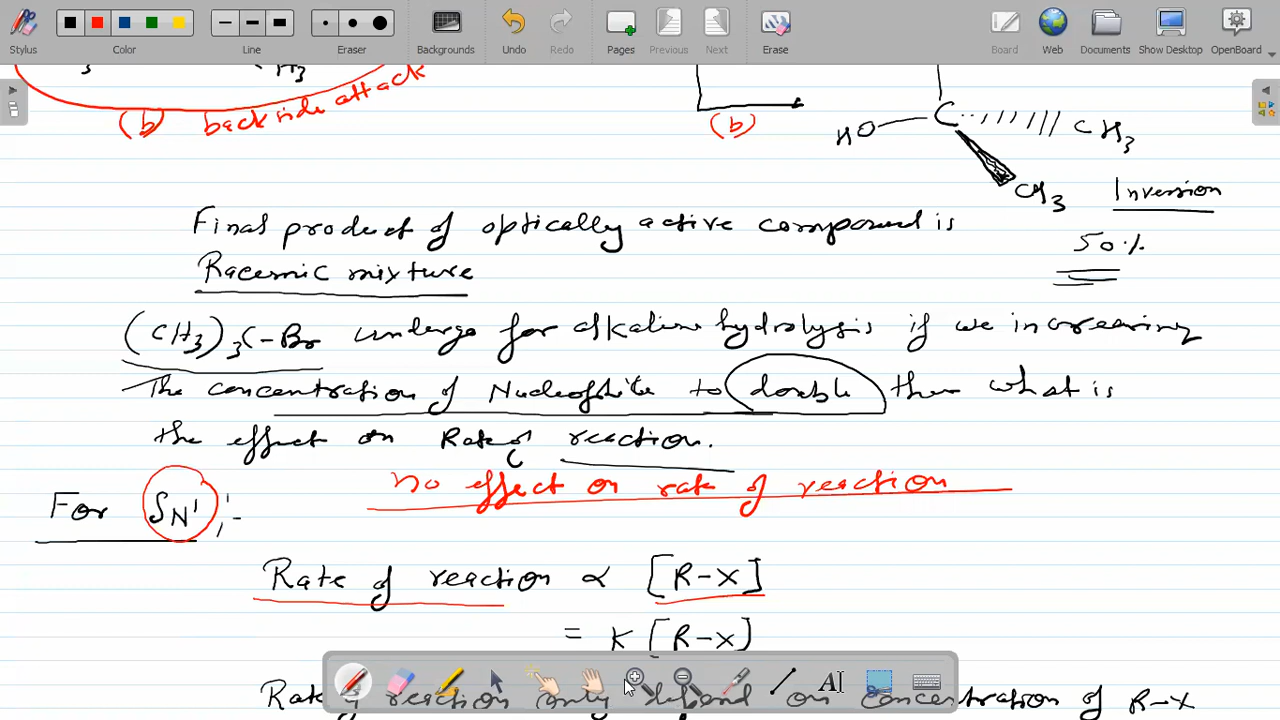 Stylus
Color
Line
Eraser
Backgrounds
Undo
Redo
Pages
Previous
Next
Erase
Board
Web
Documents
Show Desktop
OpenBoard
(b) backside attack
(b)
HO C CH3
CH3 Inversion
50%
Final product of optically active compound is
Racemic mixture
(CH3)3C-Br undergo for alkaline hydrolysis if we increasing
The concentration of Nucleophile to double then what is
the effect on Rate of reaction.
No effect on rate of reaction
For SN1 :-
Rate of reaction ∝ [R-X]
= K [R-X]
Rate of reaction only depend on concentration of R-X